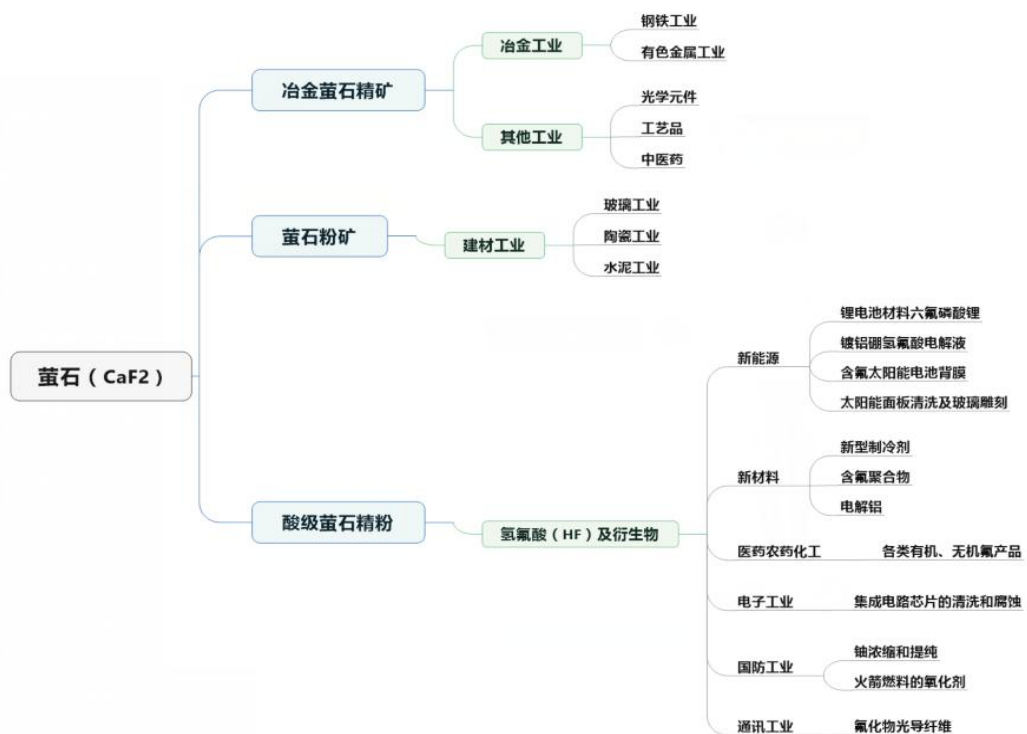 萤石（CaF2）
冶金萤石精矿
冶金工业
钢铁工业
有色金属工业
其他工业
光学元件
工艺品
中医药
萤石粉矿
建材工业
玻璃工业
陶瓷工业
水泥工业
酸级萤石精粉
氢氟酸（HF）及衍生物
新能源
锂电池材料六氟磷酸锂
镀铝硼氢氟酸电解液
含氟太阳能电池背膜
太阳能面板清洗及玻璃雕刻
新材料
新型制冷剂
含氟聚合物
电解铝
医药农药化工
各类有机、无机氟产品
电子工业
集成电路芯片的清洗和腐蚀
国防工业
铀浓缩和提纯
火箭燃料的氧化剂
通讯工业
氟化物光导纤维